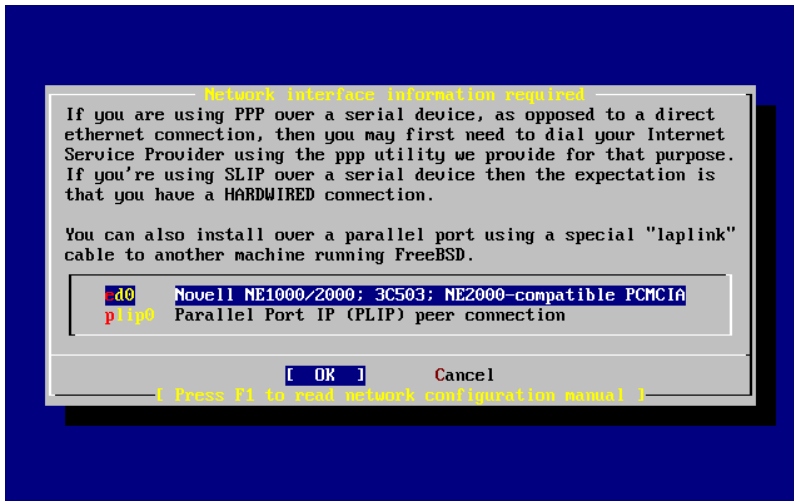 Network interface information required
If you are using PPP over a serial device, as opposed to a direct
ethernet connection, then you may first need to dial your Internet
Service Provider using the ppp utility we provide for that purpose.
If you're using SLIP over a serial device then the expectation is
that you have a HARDWIRED connection.
You can also install over a parallel port using a special "laplink"
cable to another machine running FreeBSD.
ed0 Novell NE1000/2000; 3C503; NE2000-compatible PCMCIA
plip0 Parallel Port IP (PLIP) peer connection
[ OK ] Cancel
[ Press F1 to read network configuration manual ]